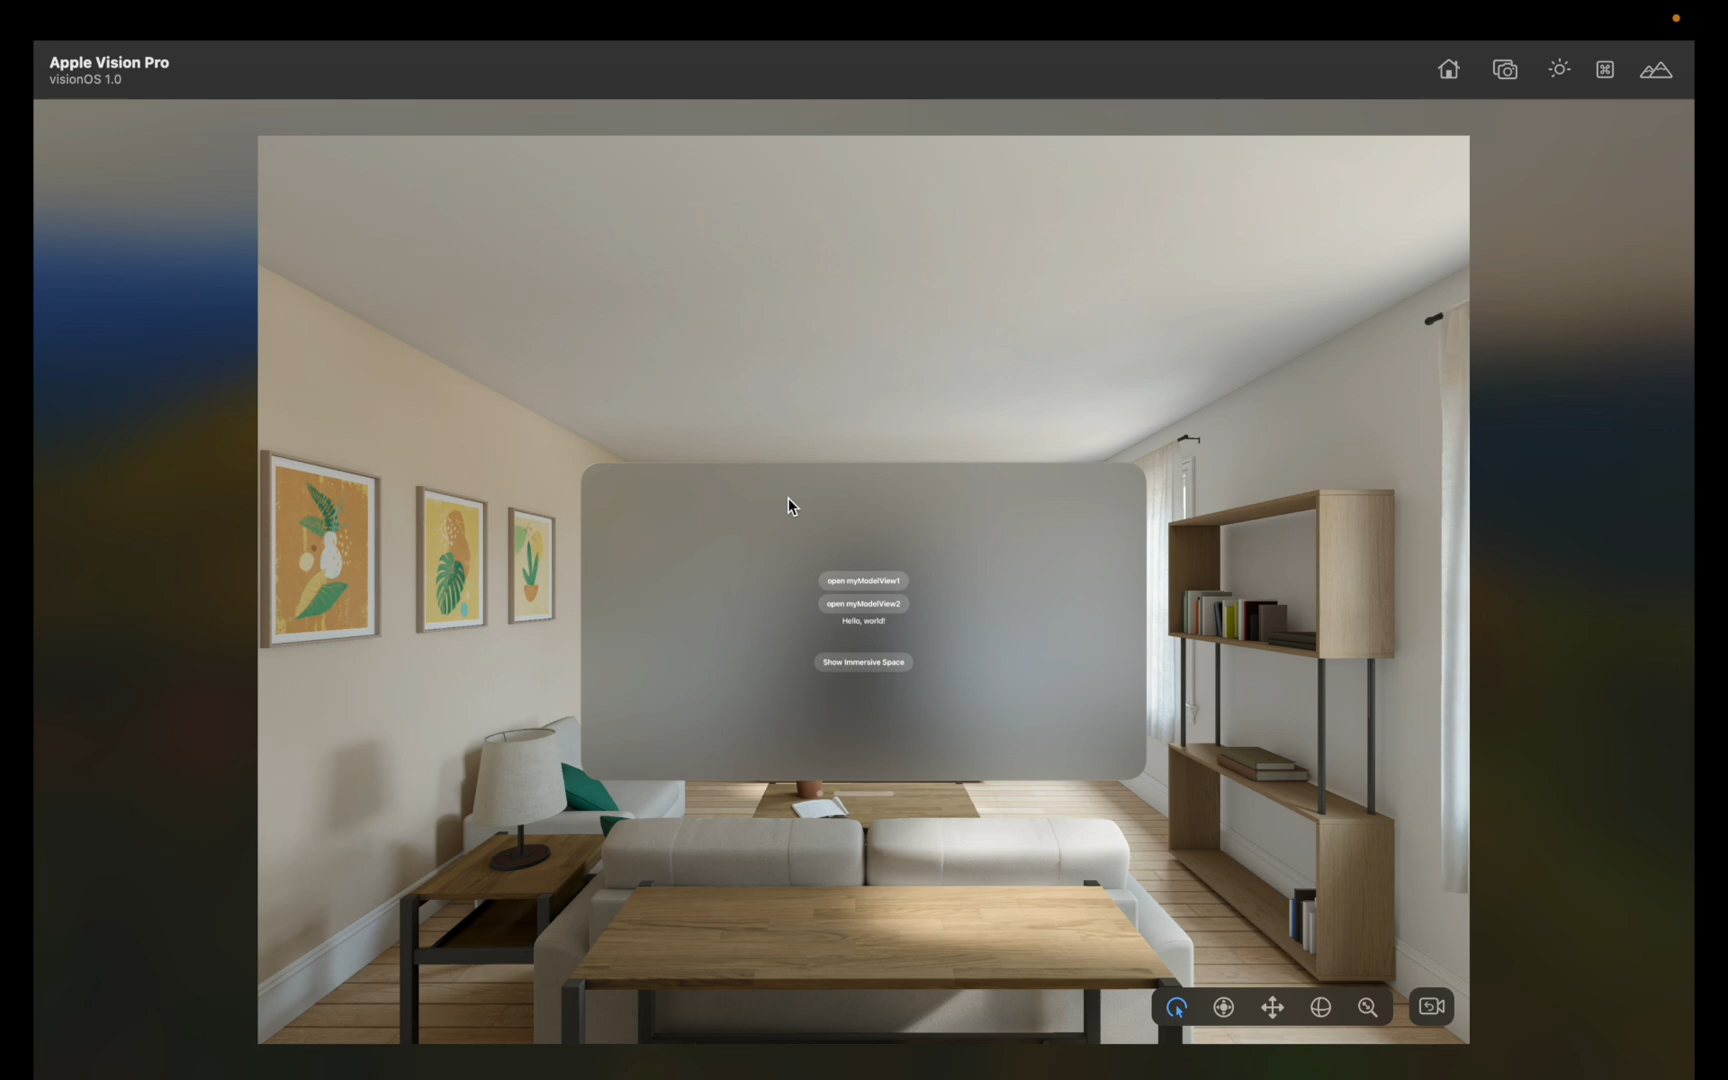 Apple Vision Pro
visionOS 1.0
open myModelView1
open myModelView2
Hello, world!
Show Immersive Space